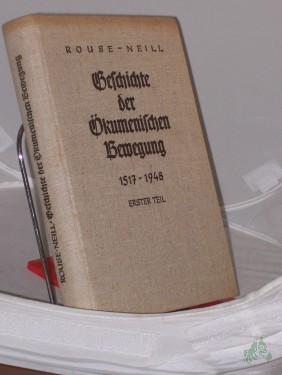 ROUSE-NEILL
Geschichte
der
Ökumenischen
Bewegung
1517-1948
ERSTER TEIL
ROUSE-NEILL · Geschichte der Ökumenischen Bewegung